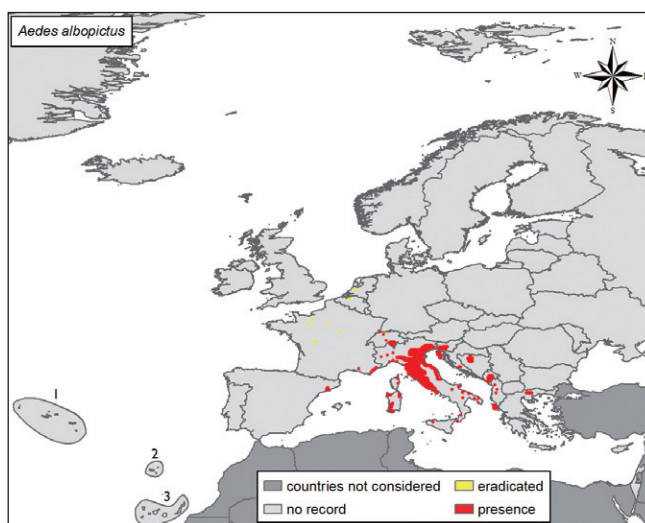 Aedes albopictus
N
W E
S
1
2
3
countries not considered
eradicated
no record
presence